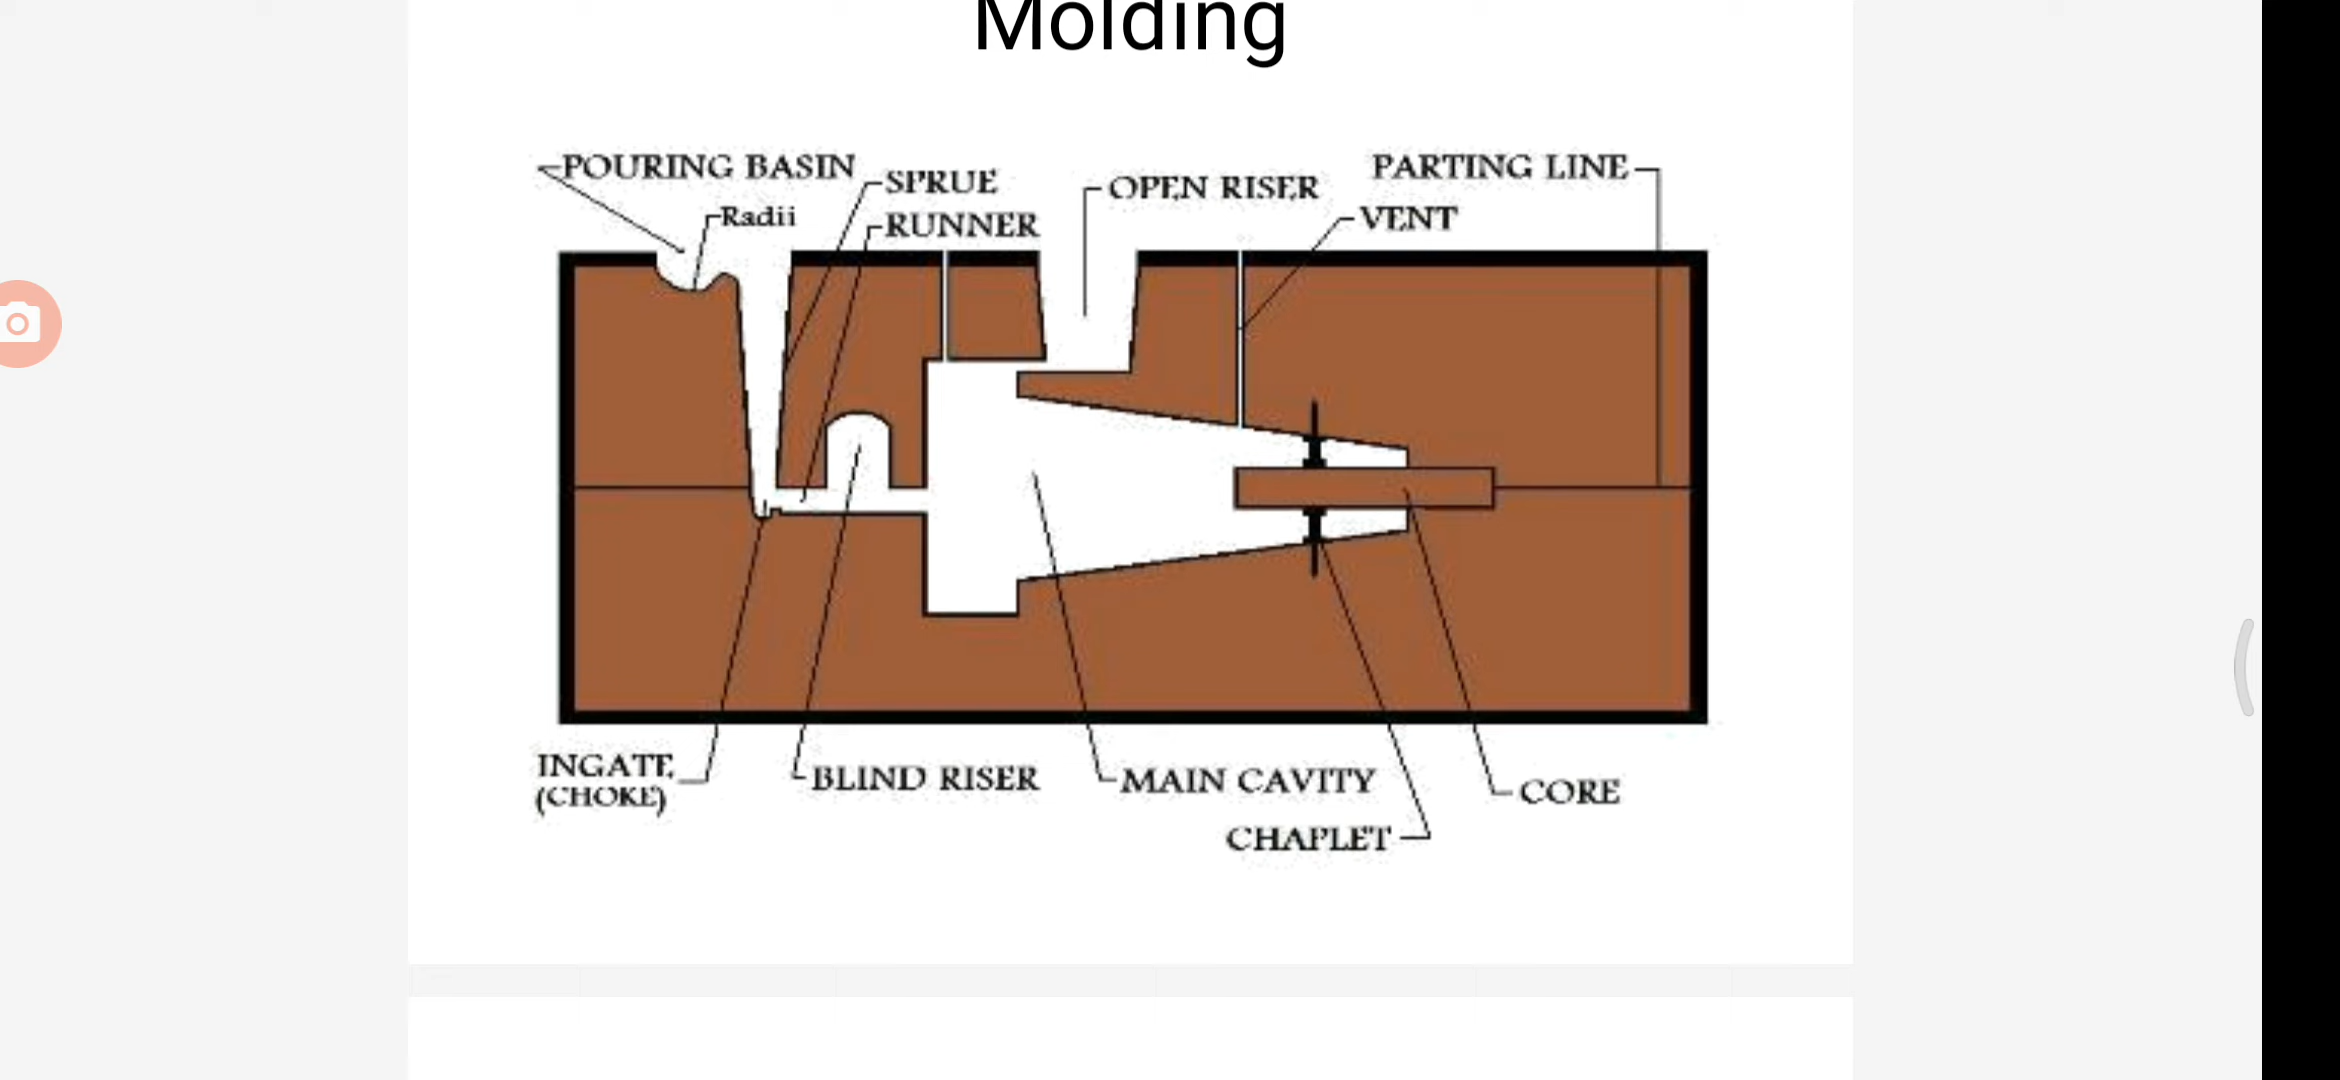 Molding
POURING BASIN
SPRUE
Radii
RUNNER
OPEN RISER
PARTING LINE
VENT
INGATE
(CHOKE)
BLIND RISER
MAIN CAVITY
CHAPLET
CORE